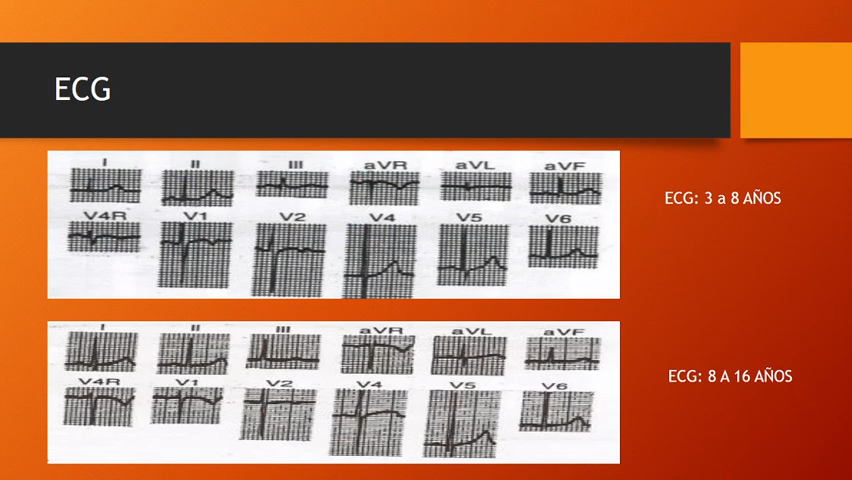 ECG
I II III aVR aVL aVF
V4R V1 V2 V4 V5 V6
ECG: 3 a 8 AÑOS
I II III aVR aVL aVF
V4R V1 V2 V4 V5 V6
ECG: 8 A 16 AÑOS